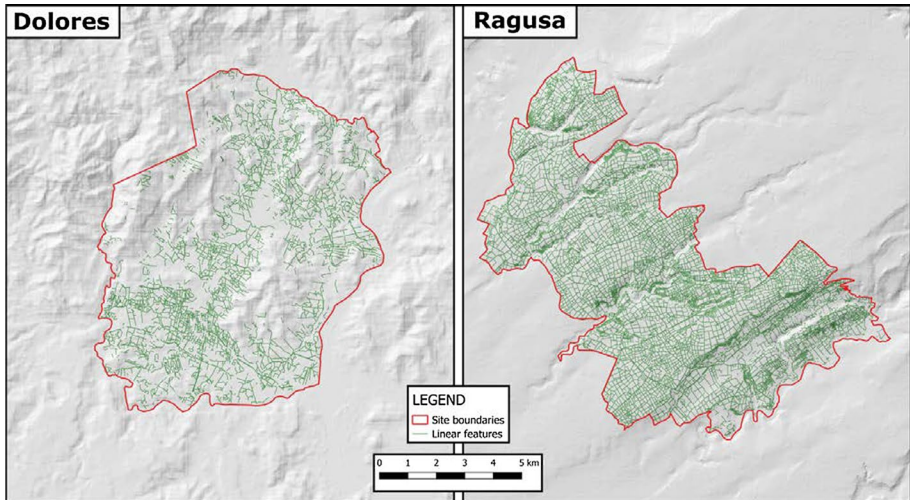 Dolores
Ragusa
LEGEND
Site boundaries
Linear features
0 1 2 3 4 5 km